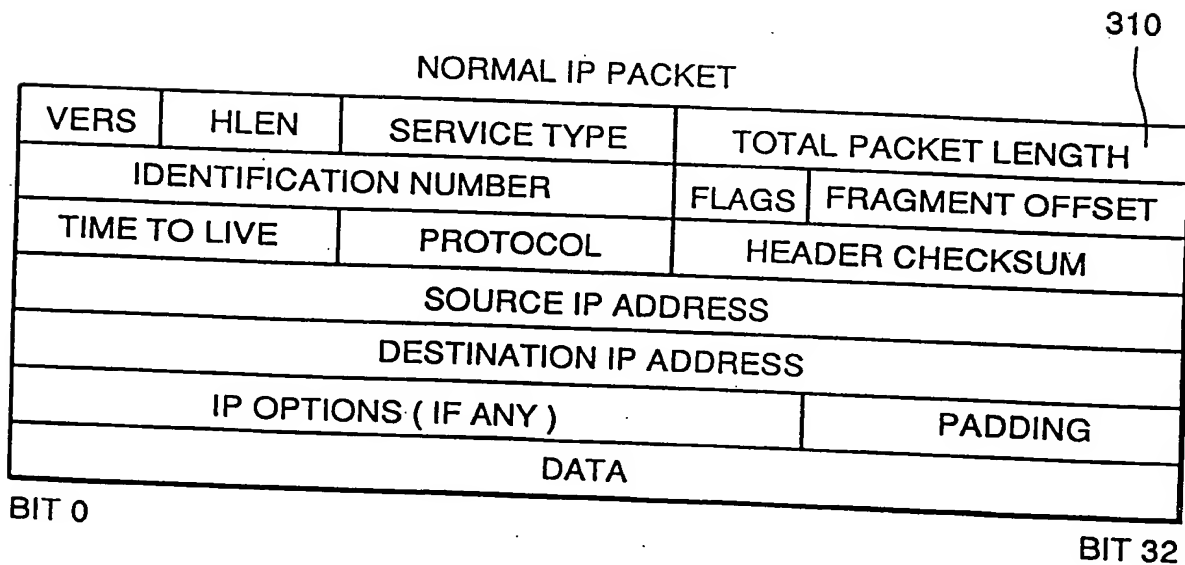 310
NORMAL IP PACKET
VERS HLEN SERVICE TYPE TOTAL PACKET LENGTH
IDENTIFICATION NUMBER FLAGS FRAGMENT OFFSET
TIME TO LIVE PROTOCOL HEADER CHECKSUM
SOURCE IP ADDRESS
DESTINATION IP ADDRESS
IP OPTIONS ( IF ANY ) PADDING
DATA
BIT 0
BIT 32